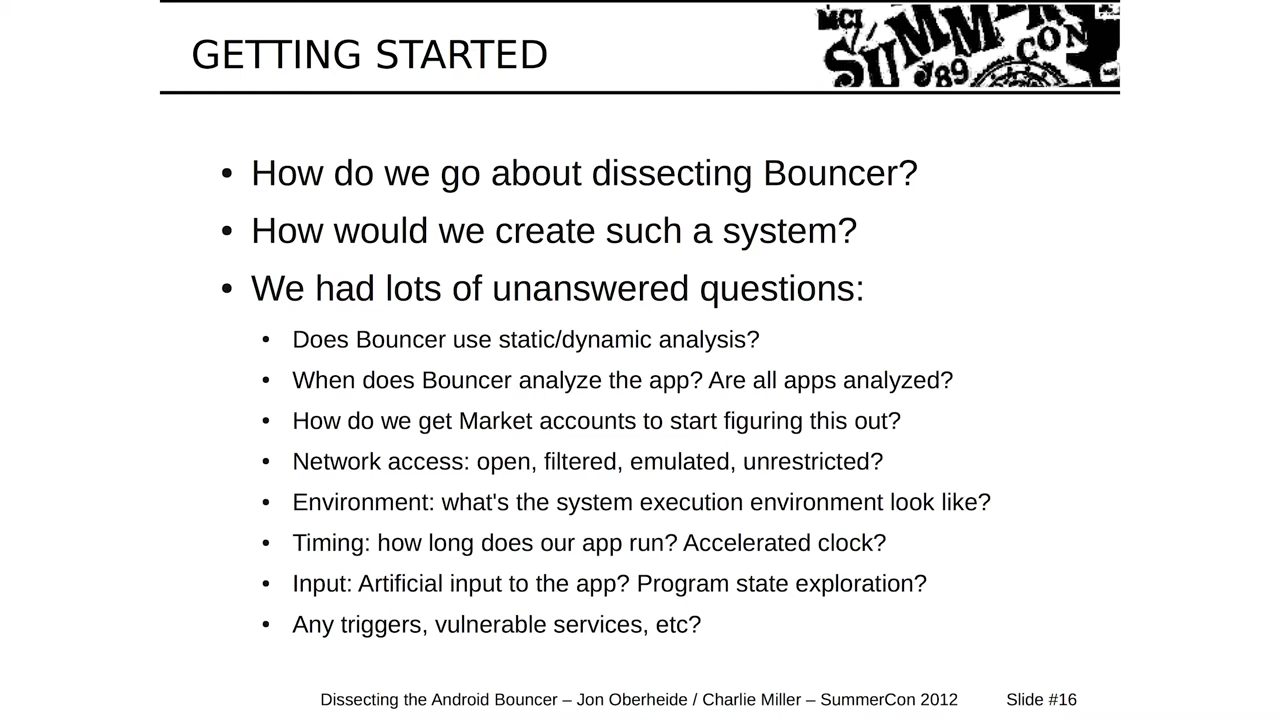 GETTING STARTED
MCI
SUMMER
CON
'89
• How do we go about dissecting Bouncer?
• How would we create such a system?
• We had lots of unanswered questions:
• Does Bouncer use static/dynamic analysis?
• When does Bouncer analyze the app? Are all apps analyzed?
• How do we get Market accounts to start figuring this out?
• Network access: open, filtered, emulated, unrestricted?
• Environment: what's the system execution environment look like?
• Timing: how long does our app run? Accelerated clock?
• Input: Artificial input to the app? Program state exploration?
• Any triggers, vulnerable services, etc?
Dissecting the Android Bouncer – Jon Oberheide / Charlie Miller – SummerCon 2012 Slide #16